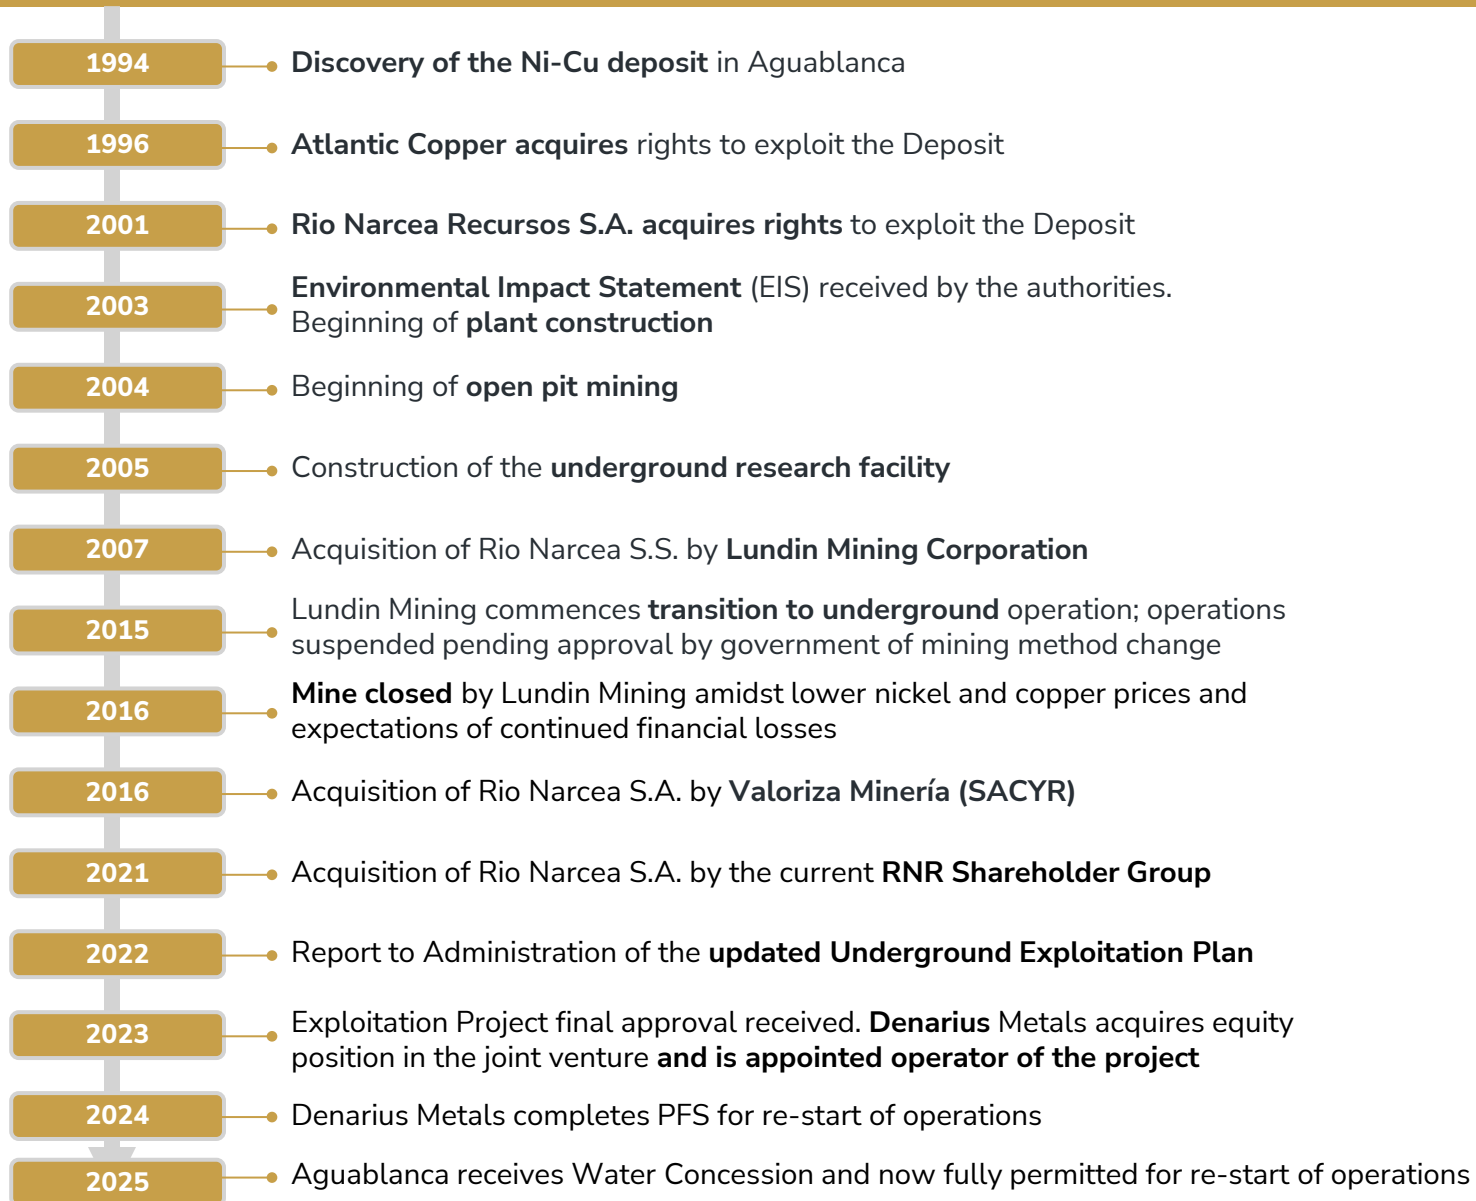 1994
Discovery of the Ni-Cu deposit in Aguablanca
1996
Atlantic Copper acquires rights to exploit the Deposit
2001
Rio Narcea Recursos S.A. acquires rights to exploit the Deposit
2003
Environmental Impact Statement (EIS) received by the authorities.
Beginning of plant construction
2004
Beginning of open pit mining
2005
Construction of the underground research facility
2007
Acquisition of Rio Narcea S.S. by Lundin Mining Corporation
2015
Lundin Mining commences transition to underground operation; operations
suspended pending approval by government of mining method change
2016
Mine closed by Lundin Mining amidst lower nickel and copper prices and
expectations of continued financial losses
2016
Acquisition of Rio Narcea S.A. by Valoriza Minería (SACYR)
2021
Acquisition of Rio Narcea S.A. by the current RNR Shareholder Group
2022
Report to Administration of the updated Underground Exploitation Plan
2023
Exploitation Project final approval received. Denarius Metals acquires equity
position in the joint venture and is appointed operator of the project
2024
Denarius Metals completes PFS for re-start of operations
2025
Aguablanca receives Water Concession and now fully permitted for re-start of operations